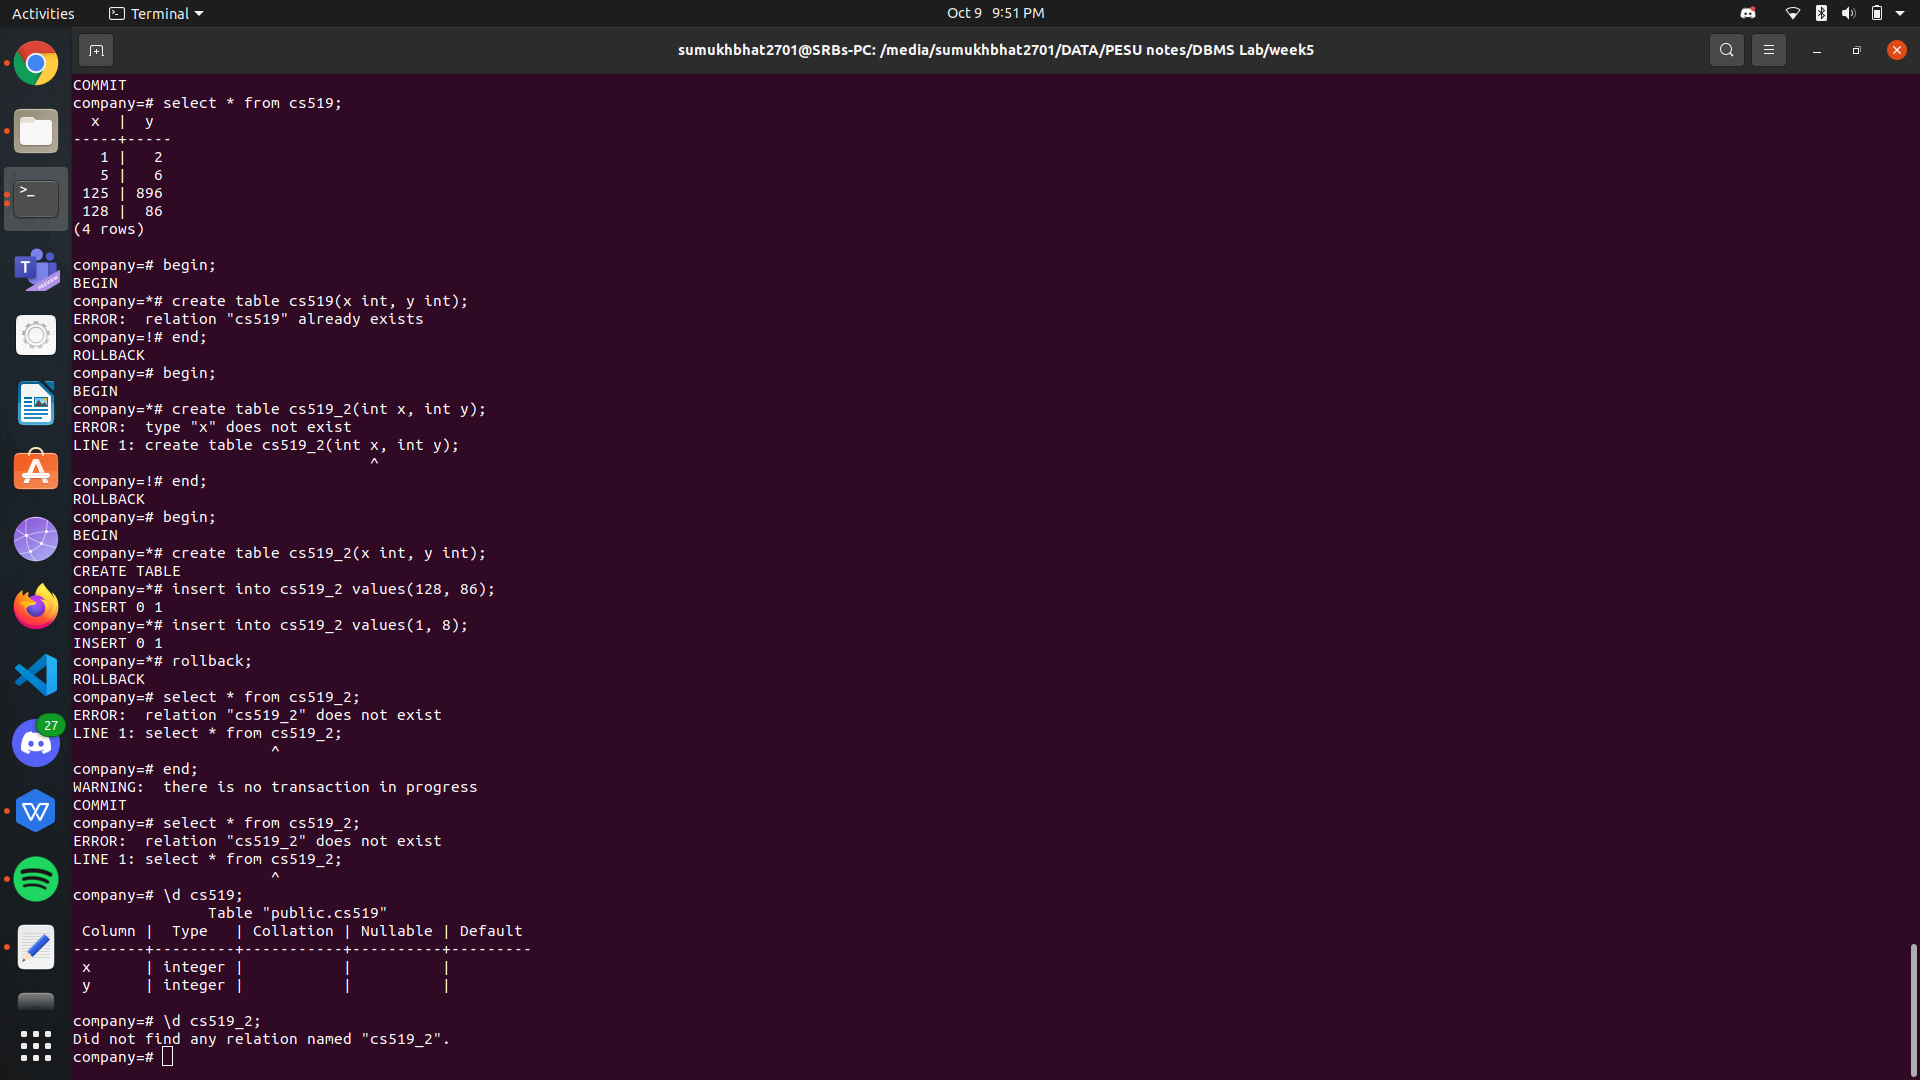 Activities
Terminal
Oct 9 9:51 PM
sumukhbhat2701@SRBs-PC: /media/sumukhbhat2701/DATA/PESU notes/DBMS Lab/week5
COMMIT
company=# select * from cs519;
  x  |  y
-----+-----
   1 |   2
   5 |   6
 125 | 896
 128 |  86
(4 rows)

company=# begin;
BEGIN
company=*# create table cs519(x int, y int);
ERROR:  relation "cs519" already exists
company=!# end;
ROLLBACK
company=# begin;
BEGIN
company=*# create table cs519_2(int x, int y);
ERROR:  type "x" does not exist
LINE 1: create table cs519_2(int x, int y);
                                 ^
company=!# end;
ROLLBACK
company=# begin;
BEGIN
company=*# create table cs519_2(x int, y int);
CREATE TABLE
company=*# insert into cs519_2 values(128, 86);
INSERT 0 1
company=*# insert into cs519_2 values(1, 8);
INSERT 0 1
company=*# rollback;
ROLLBACK
company=# select * from cs519_2;
ERROR:  relation "cs519_2" does not exist
LINE 1: select * from cs519_2;
                      ^
company=# end;
WARNING:  there is no transaction in progress
COMMIT
company=# select * from cs519_2;
ERROR:  relation "cs519_2" does not exist
LINE 1: select * from cs519_2;
                      ^
company=# \d cs519;
               Table "public.cs519"
 Column |  Type   | Collation | Nullable | Default
--------+---------+-----------+----------+---------
 x      | integer |           |          |
 y      | integer |           |          |

company=# \d cs519_2;
Did not find any relation named "cs519_2".
company=#
>_
T
PREVIEW
27
W